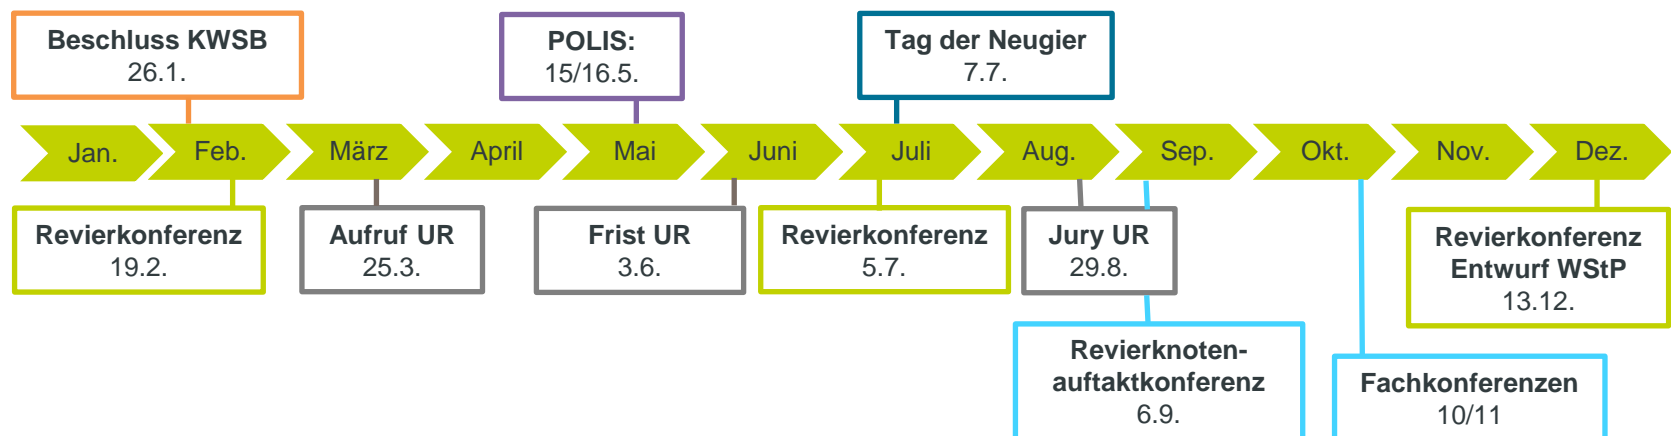 Beschluss KWSB
26.1.
POLIS:
15/16.5.
Tag der Neugier
7.7.
Jan.
Feb.
März
April
Mai
Juni
Juli
Aug.
Sep.
Okt.
Nov.
Dez.
Revierkonferenz
19.2.
Aufruf UR
25.3.
Frist UR
3.6.
Revierkonferenz
5.7.
Jury UR
29.8.
Revierkonferenz
Entwurf WStP
13.12.
Revierknoten-
auftaktkonferenz
6.9.
Fachkonferenzen
10/11